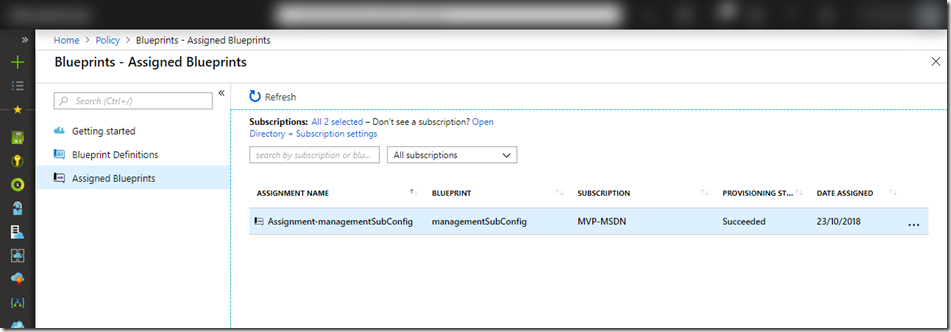 Home > Policy > Blueprints - Assigned Blueprints
Blueprints - Assigned Blueprints
Search (Ctrl+/)
Getting started
Blueprint Definitions
Assigned Blueprints
Refresh
Subscriptions: All 2 selected – Don't see a subscription? Open
Directory + Subscription settings
search by subscription or blu...
All subscriptions
ASSIGNMENT NAME BLUEPRINT SUBSCRIPTION PROVISIONING ST... DATE ASSIGNED
Assignment-managementSubConfig managementSubConfig MVP-MSDN Succeeded 23/10/2018 ...